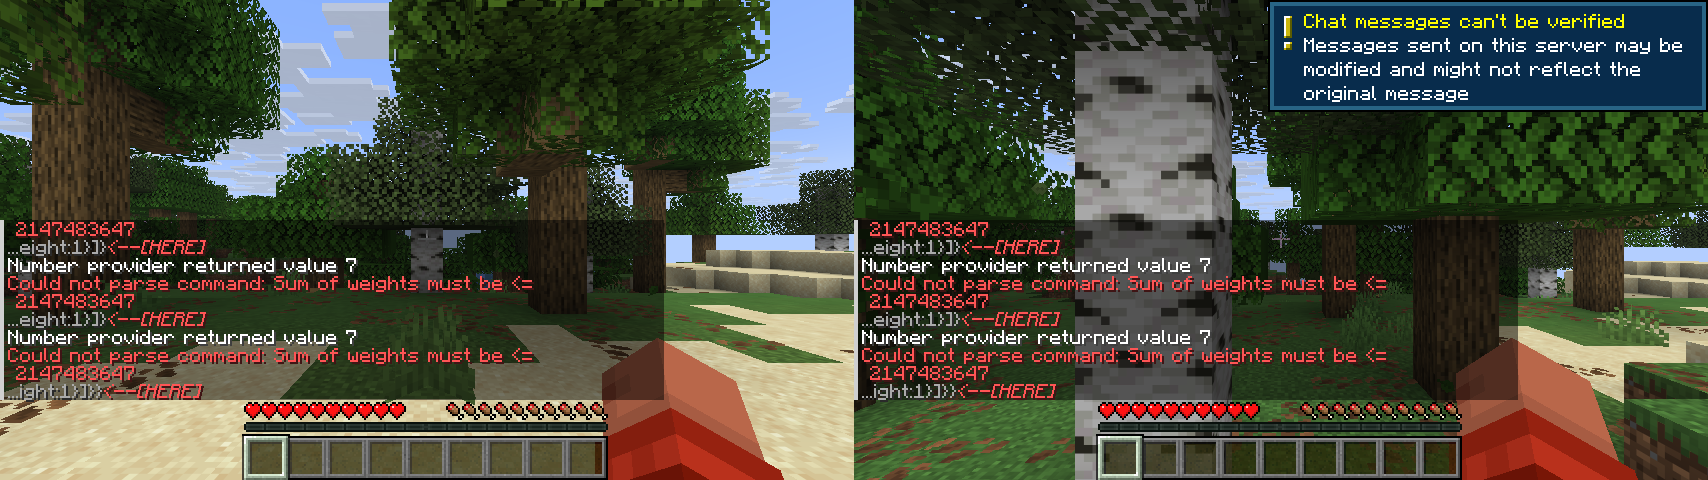 2147483647
...eight:1}]}<--[HERE]
Number provider returned value 7
Could not parse command: Sum of weights must be <=
2147483647
...eight:1}]}<--[HERE]
Number provider returned value 7
Could not parse command: Sum of weights must be <=
2147483647
...ight:1}]}}<--[HERE]
Chat messages can't be verified
Messages sent on this server may be
modified and might not reflect the
original message
2147483647
...eight:1}]}<--[HERE]
Number provider returned value 7
Could not parse command: Sum of weights must be <=
2147483647
...eight:1}]}<--[HERE]
Number provider returned value 7
Could not parse command: Sum of weights must be <=
2147483647
...ight:1}]}}<--[HERE]